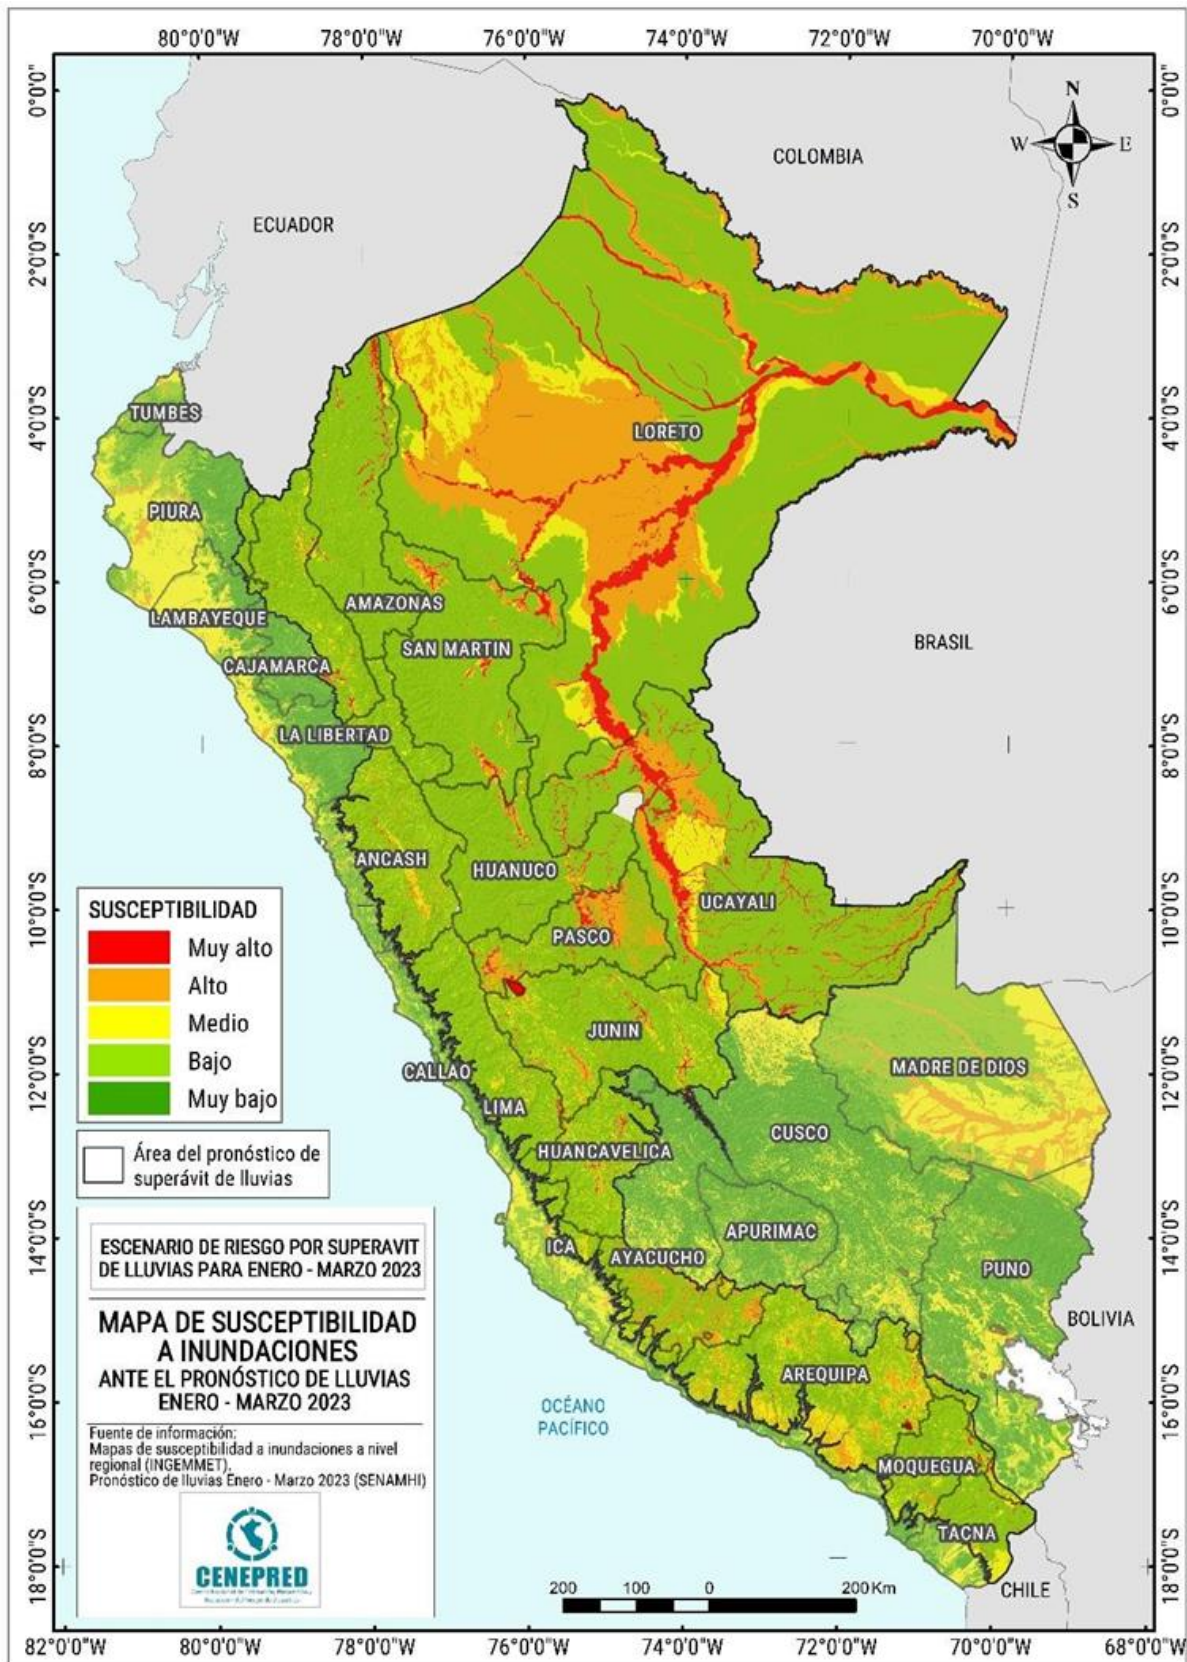 80°0'0"W 78°0'0"W 76°0'0"W 74°0'0"W 72°0'0"W 70°0'0"W
0°0'0"
2°0'0"S
4°0'0"S
6°0'0"S
8°0'0"S
10°0'0"S
12°0'0"S
14°0'0"S
16°0'0"S
18°0'0"S
N
W E
S
COLOMBIA
ECUADOR
TUMBES
LORETO
PIURA
AMAZONAS
LAMBAYEQUE
SAN MARTIN
BRASIL
CAJAMARCA
LA LIBERTAD
ANCASH
HUANUCO
UCAYALI
PASCO
JUNIN
MADRE DE DIOS
CALLAO
LIMA
CUSCO
HUANCAVELICA
APURIMAC
ICA
AYACUCHO
PUNO
BOLIVIA
AREQUIPA
OCÉANO
PACÍFICO
MOQUEGUA
TACNA
CHILE
SUSCEPTIBILIDAD
Muy alto
Alto
Medio
Bajo
Muy bajo
Área del pronóstico de
superávit de lluvias
ESCENARIO DE RIESGO POR SUPERAVIT
DE LLUVIAS PARA ENERO - MARZO 2023
MAPA DE SUSCEPTIBILIDAD
A INUNDACIONES
ANTE EL PRONÓSTICO DE LLUVIAS
ENERO - MARZO 2023
Fuente de información:
Mapas de susceptibilidad a inundaciones a nivel
regional (INGEMMET).
Pronóstico de lluvias Enero - Marzo 2023 (SENAMHI)
CENEPRED
200 100 0 200 Km
0°0'0"
2°0'0"S
4°0'0"S
6°0'0"S
8°0'0"S
10°0'0"S
12°0'0"S
14°0'0"S
16°0'0"S
18°0'0"S
82°0'0"W 80°0'0"W 78°0'0"W 76°0'0"W 74°0'0"W 72°0'0"W 70°0'0"W 68°0'0"W